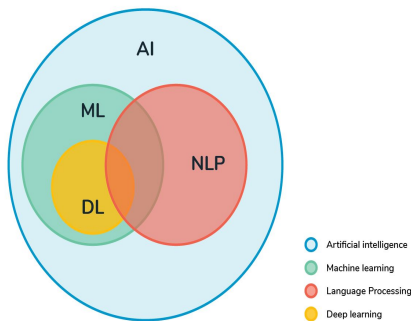 AI
ML
NLP
DL
Artificial intelligence
Machine learning
Language Processing
Deep learning